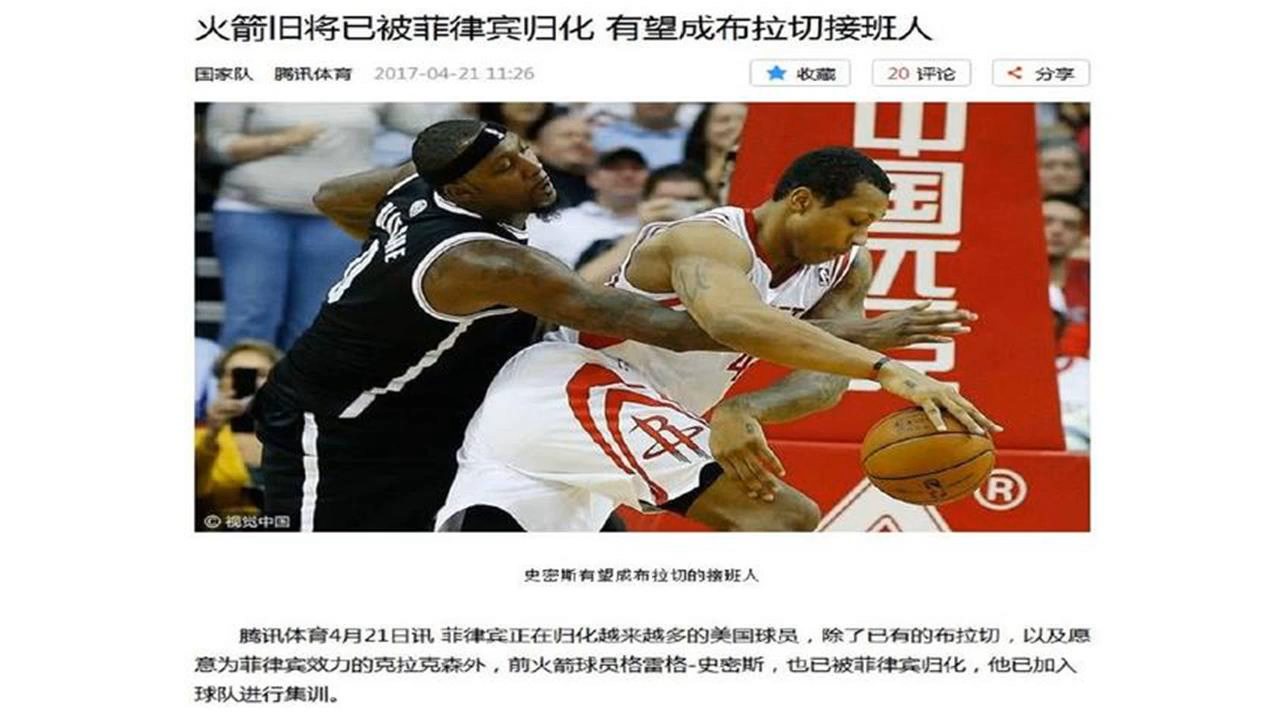 火箭旧将已被菲律宾归化 有望成布拉切接班人
国家队 腾讯体育 2017-04-21 11:26 收藏 20 评论 分享
中国元
R
© 视觉中国
史密斯有望成布拉切的接班人
腾讯体育4月21日讯 菲律宾正在归化越来越多的美国球员，除了已有的布拉切，以及愿
意为菲律宾效力的克拉克森外，前火箭球员格雷格-史密斯，也已被菲律宾归化，他已加入
球队进行集训。